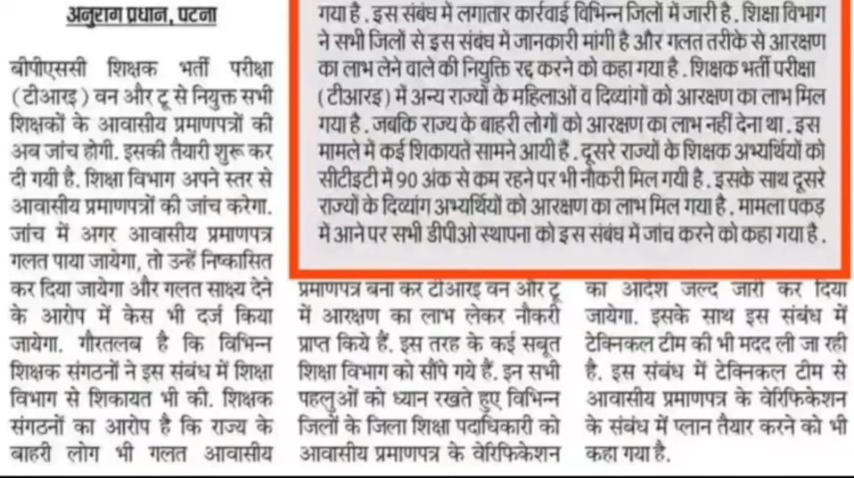 अनुराग प्रधान, पटना
बीपीएससी शिक्षक भर्ती परीक्षा
(टीआरइ) वन और टू से नियुक्त सभी
शिक्षकों के आवासीय प्रमाणपत्रों की
अब जांच होगी. इसकी तैयारी शुरू कर
दी गयी है. शिक्षा विभाग अपने स्तर से
आवासीय प्रमाणपत्रों की जांच करेगा.
जांच में अगर आवासीय प्रमाणपत्र
गलत पाया जायेगा, तो उन्हें निष्कासित
कर दिया जायेगा और गलत साक्ष्य देने
के आरोप में केस भी दर्ज किया
जायेगा. गौरतलब है कि विभिन्न
शिक्षक संगठनों ने इस संबंध में शिक्षा
विभाग से शिकायत भी की. शिक्षक
संगठनों का आरोप है कि राज्य के
बाहरी लोग भी गलत आवासीय
गया है. इस संबंध में लगातार कार्रवाई विभिन्न जिलों में जारी है. शिक्षा विभाग
ने सभी जिलों से इस संबंध में जानकारी मांगी है और गलत तरीके से आरक्षण
का लाभ लेने वाले की नियुक्ति रद्द करने को कहा गया है. शिक्षक भर्ती परीक्षा
(टीआरइ) में अन्य राज्यों के महिलाओं व दिव्यांगों को आरक्षण का लाभ मिल
गया है. जबकि राज्य के बाहरी लोगों को आरक्षण का लाभ नहीं देना था. इस
मामले में कई शिकायतें सामने आयी हैं. दूसरे राज्यों के शिक्षक अभ्यर्थियों को
सीटीइटी में 90 अंक से कम रहने पर भी नौकरी मिल गयी है. इसके साथ दूसरे
राज्यों के दिव्यांग अभ्यर्थियों को आरक्षण का लाभ मिल गया है. मामला पकड़
में आने पर सभी डीपीओ स्थापना को इस संबंध में जांच करने को कहा गया है.
प्रमाणपत्र बना कर टीआरइ वन और टू
में आरक्षण का लाभ लेकर नौकरी
प्राप्त किये हैं. इस तरह के कई सबूत
शिक्षा विभाग को सौंपे गये हैं. इन सभी
पहलुओं को ध्यान रखते हुए विभिन्न
जिलों के जिला शिक्षा पदाधिकारी को
आवासीय प्रमाणपत्र के वेरिफिकेशन
का आदेश जल्द जारी कर दिया
जायेगा. इसके साथ इस संबंध में
टेक्निकल टीम की भी मदद ली जा रही
है. इस संबंध में टेक्निकल टीम से
आवासीय प्रमाणपत्र के वेरिफिकेशन
के संबंध में प्लान तैयार करने को भी
कहा गया है.